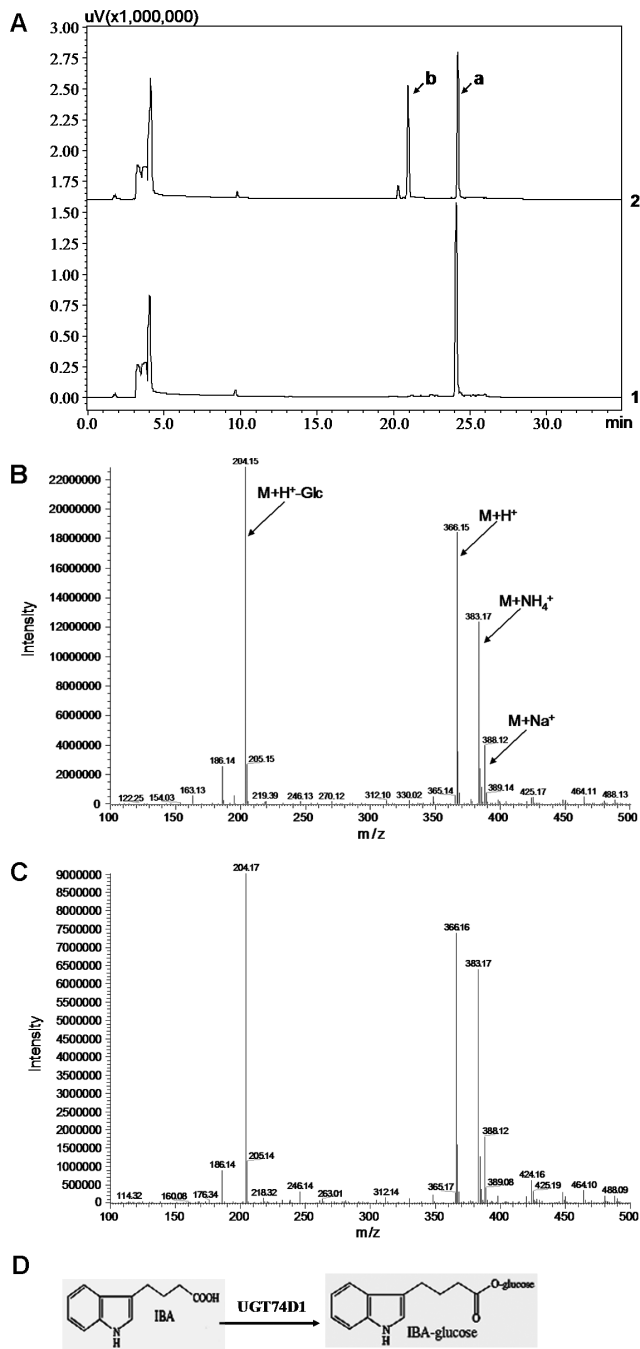 A
uV(x1,000,000)
3.00
2.75
2.50
2.25
2.00
1.75
b
a
2
1.50
1.25
1.00
0.75
0.50
0.25
0.00
1
0.0 5.0 10.0 15.0 20.0 25.0 30.0 min
B
204.15
22000000
20000000
18000000
16000000
14000000
12000000
10000000
8000000
6000000
4000000
2000000
0
Intensity
M+H⁺-Glc
M+H⁺
366.15
M+NH₄⁺
383.17
M+Na⁺
388.12
186.14
205.15
122.25 154.03 163.13 219.39 246.13 270.12 312.10 330.02 365.14 389.14 425.17 464.11 488.13
100 150 200 250 300 350 400 450 500
m/z
C
204.17
9000000
8500000
8000000
7500000
7000000
6500000
6000000
5500000
5000000
4500000
4000000
3500000
3000000
2500000
2000000
1500000
1000000
500000
0
Intensity
366.16
383.17
388.12
186.14
205.14
114.32 160.08 176.34 218.32 246.14 263.01 312.14 365.17 389.08 424.16 425.19 464.10 488.09
100 150 200 250 300 350 400 450 500
m/z
D
COOH
IBA
N
H
UGT74D1
O-glucose
O
IBA-glucose
N
H